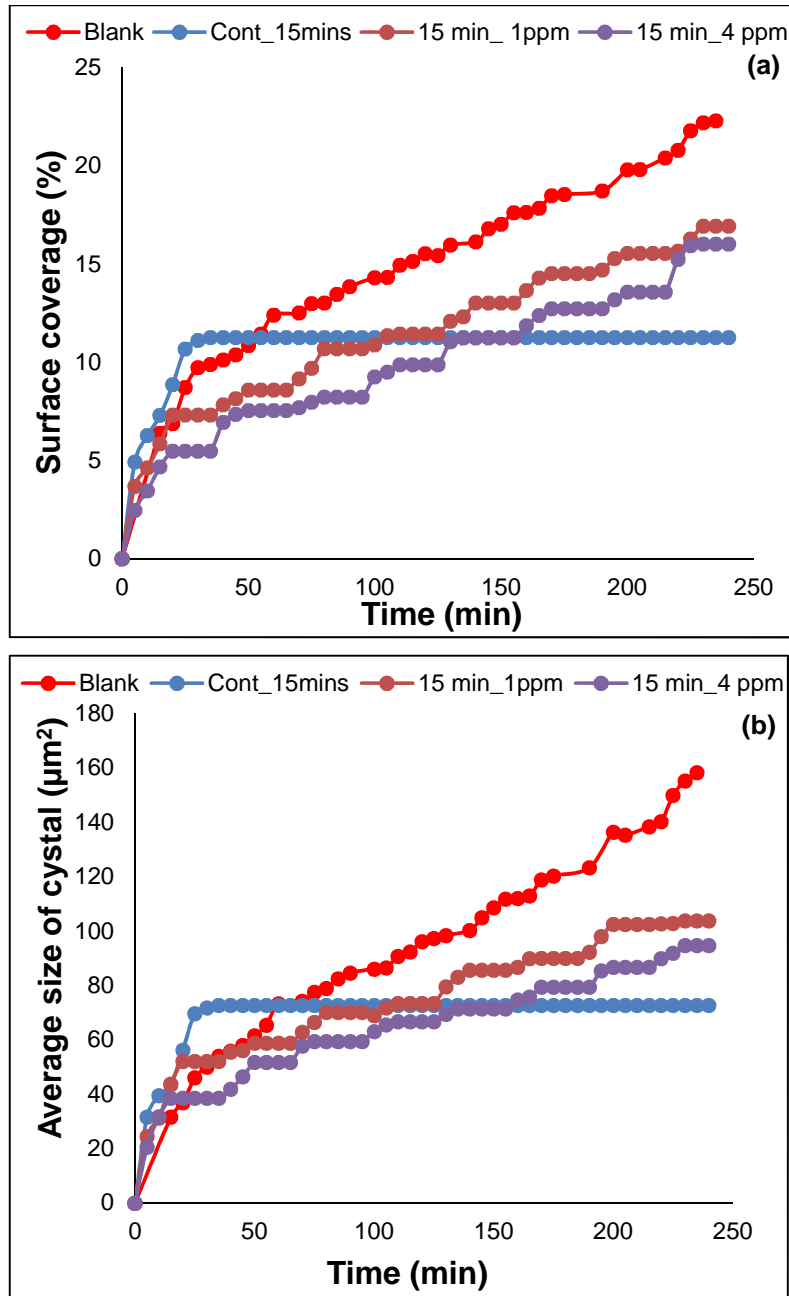 Blank Cont_15mins 15 min_ 1ppm 15 min_4 ppm
(a)
25
20
15
10
5
0
Surface coverage (%)
0 50 100 150 200 250
Time (min)
Blank Cont_15mins 15 min_1ppm 15 min_4 ppm
(b)
180
160
140
120
100
80
60
40
20
0
Average size of cystal (µm²)
0 50 100 150 200 250
Time (min)